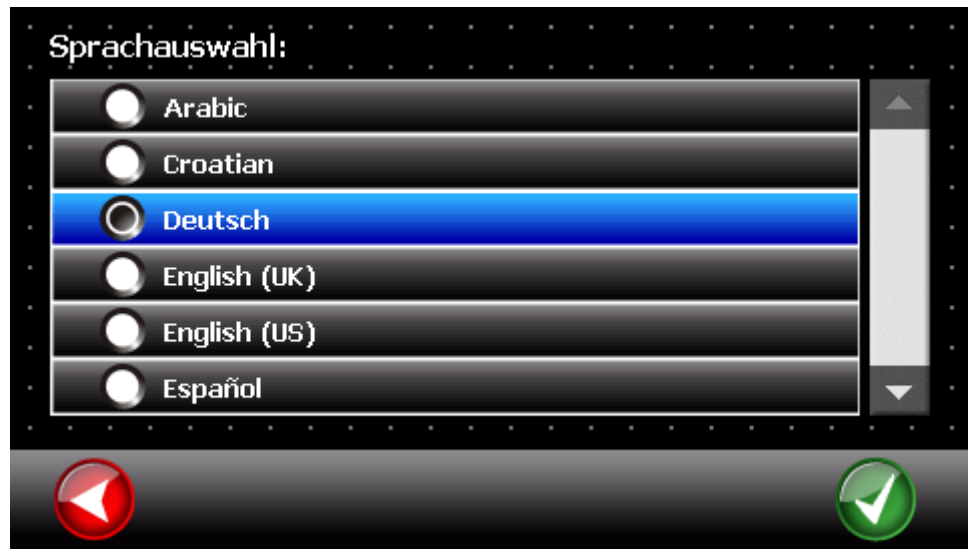 Sprachauswahl:
Arabic
Croatian
Deutsch
English (UK)
English (US)
Español